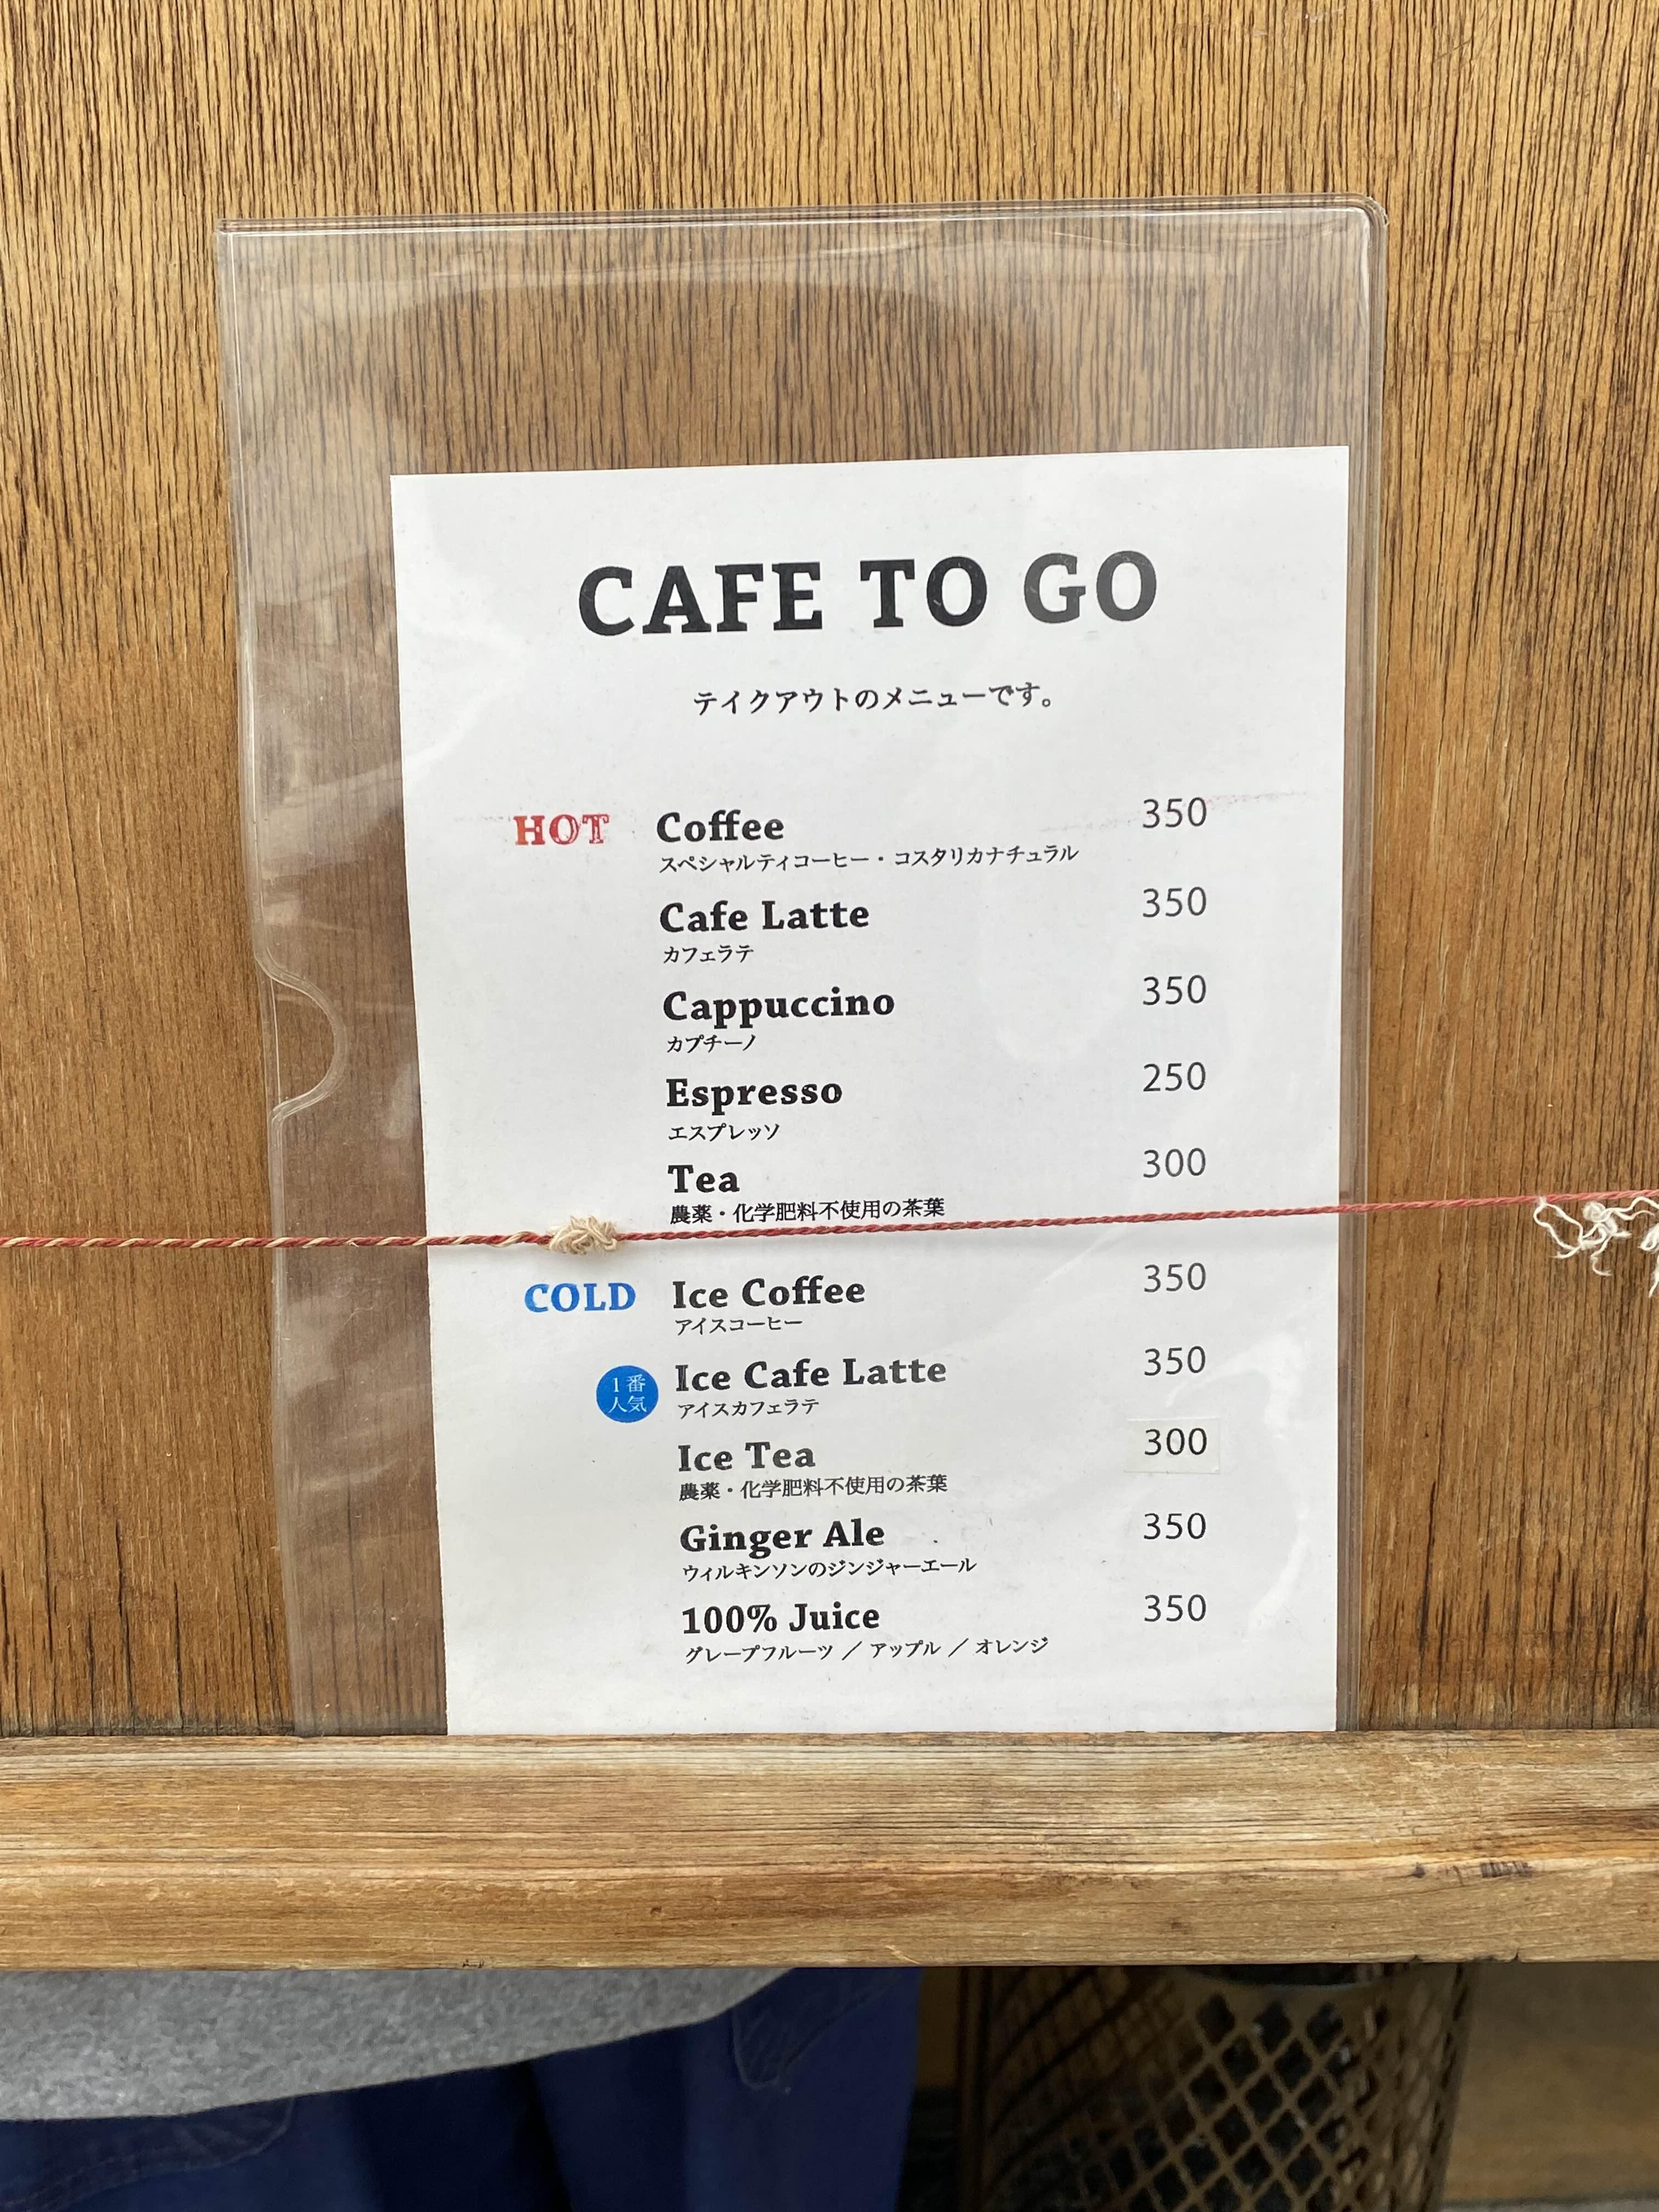 CAFE TO GO
テイクアウトのメニューです。
HOT Coffee 350
スペシャルティコーヒー・コスタリカナチュラル
Cafe Latte 350
カフェラテ
Cappuccino 350
カプチーノ
Espresso 250
エスプレッソ
Tea 300
農薬・化学肥料不使用の茶葉
COLD Ice Coffee 350
アイスコーヒー
1番
人気
Ice Cafe Latte 350
アイスカフェラテ
Ice Tea 300
農薬・化学肥料不使用の茶葉
Ginger Ale 350
ウィルキンソンのジンジャーエール
100% Juice 350
グレープフルーツ ／ アップル ／ オレンジ